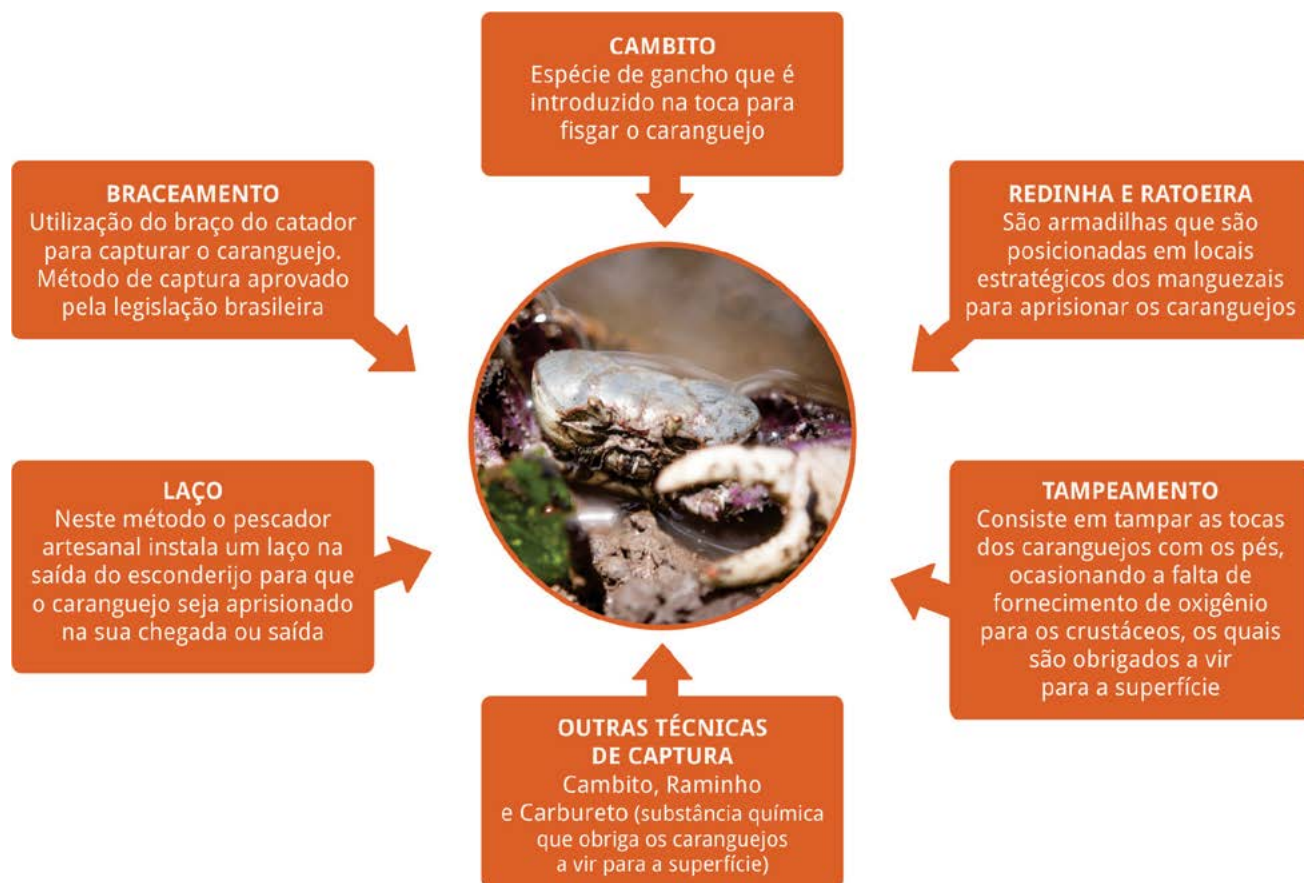 CAMBITO
Espécie de gancho que é
introduzido na toca para
fisgar o caranguejo
BRACEAMENTO
Utilização do braço do catador
para capturar o caranguejo.
Método de captura aprovado
pela legislação brasileira
REDINHA E RATOEIRA
São armadilhas que são
posicionadas em locais
estratégicos dos manguezais
para aprisionar os caranguejos
LAÇO
Neste método o pescador
artesanal instala um laço na
saída do esconderijo para que
o caranguejo seja aprisionado
na sua chegada ou saída
TAMPEAMENTO
Consiste em tampar as tocas
dos caranguejos com os pés,
ocasionando a falta de
fornecimento de oxigênio
para os crustáceos, os quais
são obrigados a vir
para a superfície
OUTRAS TÉCNICAS
DE CAPTURA
Cambito, Raminho
e Carbureto (substância química
que obriga os caranguejos
a vir para a superfície)